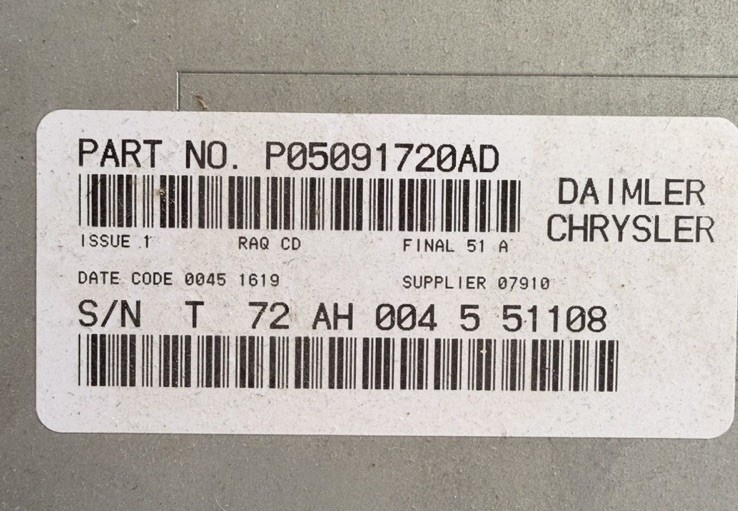 PART NO. P05091720AD
DAIMLER
CHRYSLER
ISSUE 1 RAQ CD FINAL 51 A
DATE CODE 0045 1619 SUPPLIER 07910
S/N T 72 AH 004 5 51108